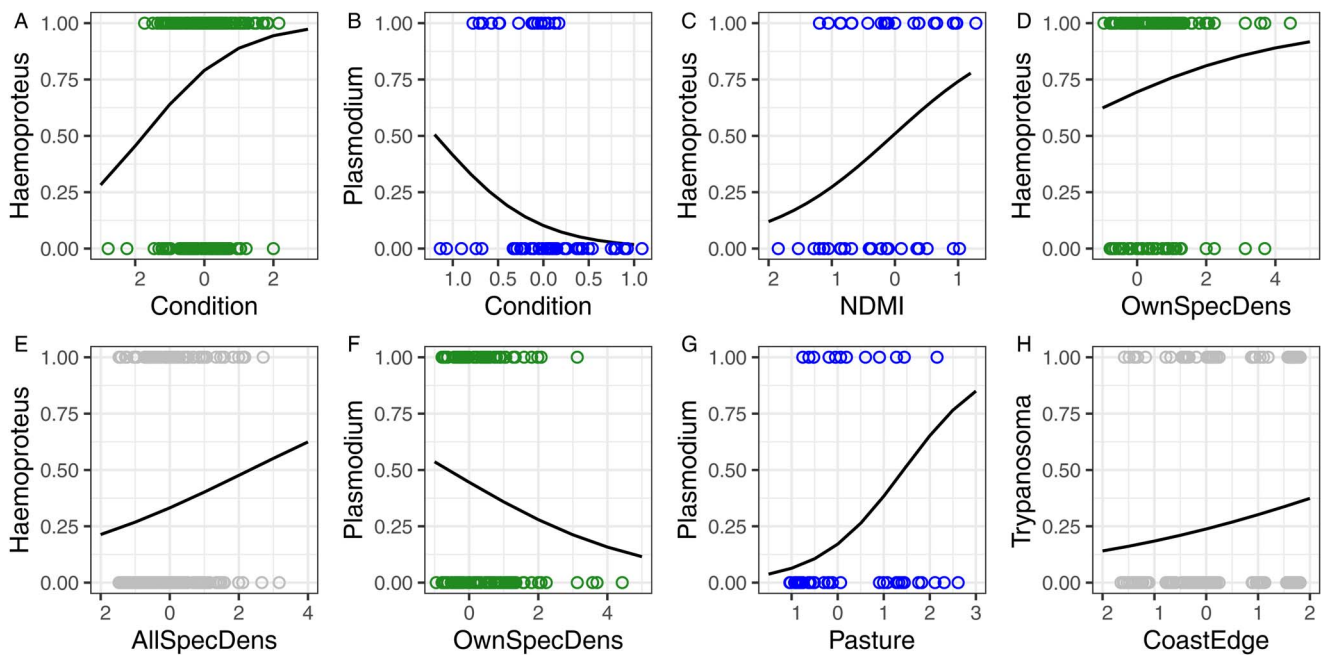 A
Haemoproteus
1.00
0.75
0.50
0.25
0.00
2 0 2
Condition
B
Plasmodium
1.00
0.75
0.50
0.25
0.00
1.0 0.5 0.0 0.5 1.0
Condition
C
Haemoproteus
1.00
0.75
0.50
0.25
0.00
2 1 0 1
NDMI
D
Haemoproteus
1.00
0.75
0.50
0.25
0.00
0 2 4
OwnSpecDens
E
Haemoproteus
1.00
0.75
0.50
0.25
0.00
2 0 2 4
AllSpecDens
F
Plasmodium
1.00
0.75
0.50
0.25
0.00
0 2 4
OwnSpecDens
G
Plasmodium
1.00
0.75
0.50
0.25
0.00
1 0 1 2 3
Pasture
H
Trypanosoma
1.00
0.75
0.50
0.25
0.00
2 1 0 1 2
CoastEdge